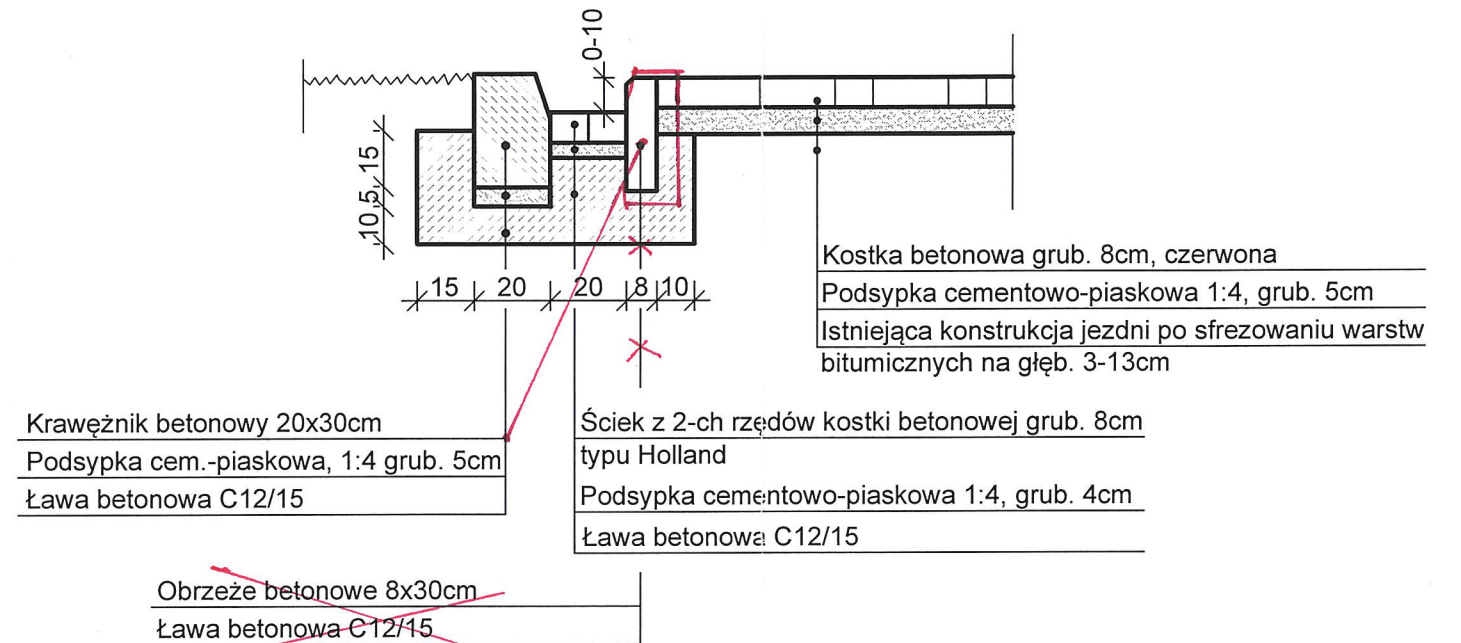 0-10
15
5
10
15 20 20 8 10
Kostka betonowa grub. 8cm, czerwona
Podsypka cementowo-piaskowa 1:4, grub. 5cm
Istniejąca konstrukcja jezdni po sfrezowaniu warstw
bitumicznych na głęb. 3-13cm
Krawężnik betonowy 20x30cm
Podsypka cem.-piaskowa, 1:4 grub. 5cm
Ława betonowa C12/15
Ściek z 2-ch rzędów kostki betonowej grub. 8cm
typu Holland
Podsypka cementowo-piaskowa 1:4, grub. 4cm
Ława betonowa C12/15
Obrzeże betonowe 8x30cm
Ława betonowa C12/15